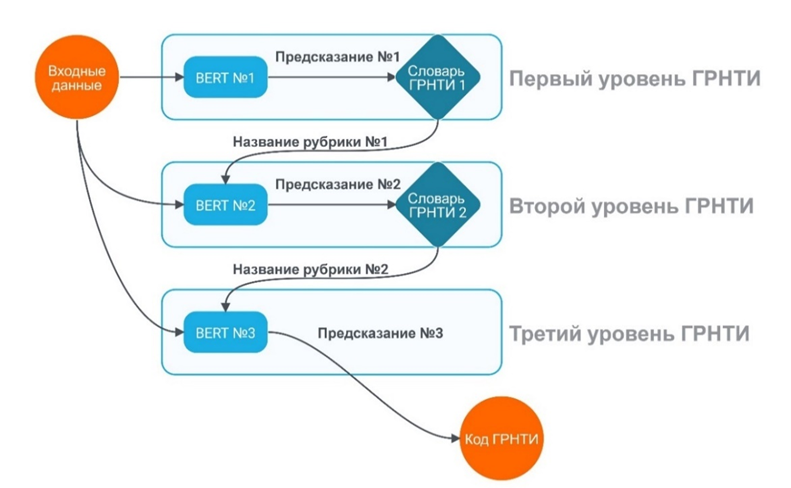 Входные
данные
BERT №1
Предсказание №1
Словарь
ГРНТИ 1
Первый уровень ГРНТИ
Название рубрики №1
BERT №2
Предсказание №2
Словарь
ГРНТИ 2
Второй уровень ГРНТИ
Название рубрики №2
BERT №3
Предсказание №3
Третий уровень ГРНТИ
Код ГРНТИ